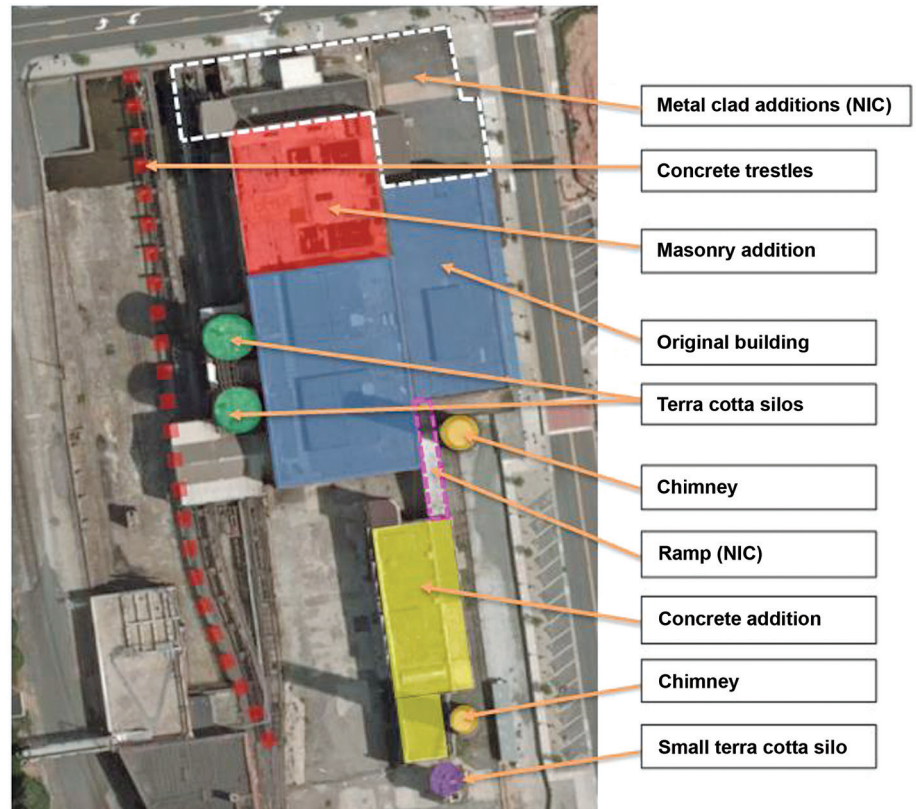 Metal clad additions (NIC)
Concrete trestles
Masonry addition
Original building
Terra cotta silos
Chimney
Ramp (NIC)
Concrete addition
Chimney
Small terra cotta silo